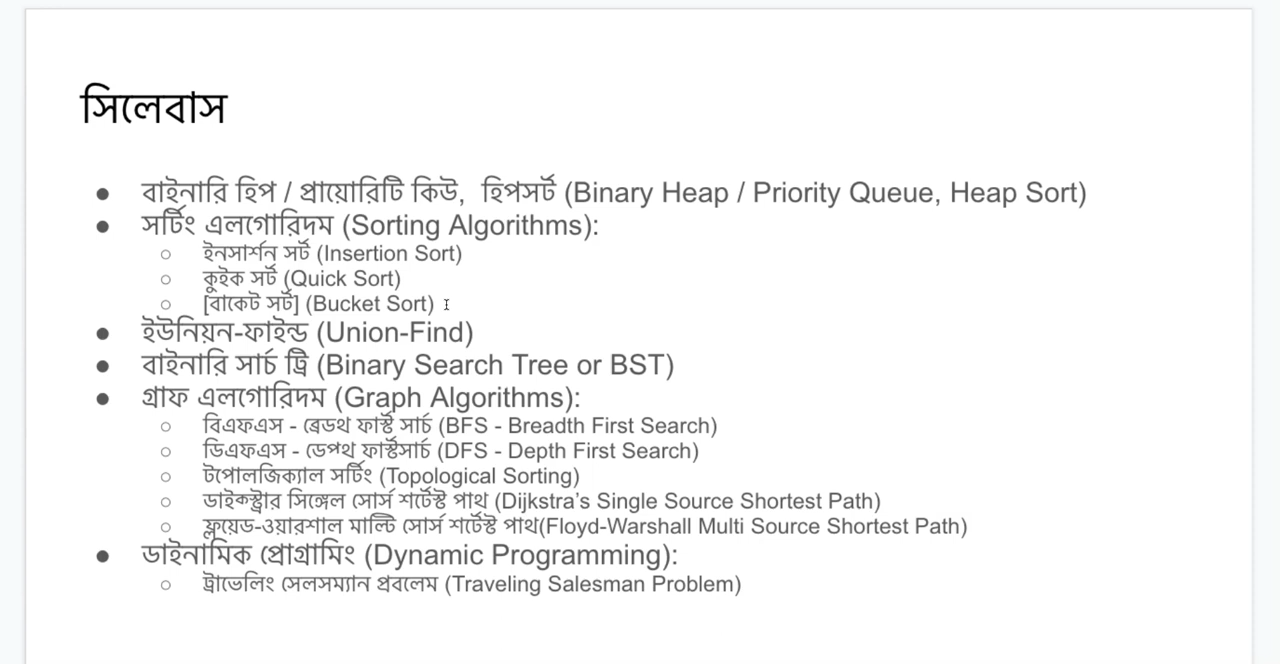 সিলেবাস
● বাইনারি হিপ / প্রায়োরিটি কিউ, হিপসর্ট (Binary Heap / Priority Queue, Heap Sort)
● সর্টিং এলগোরিদম (Sorting Algorithms):
○ ইনসার্শন সর্ট (Insertion Sort)
○ কুইক সর্ট (Quick Sort)
○ [বাকেট সর্ট] (Bucket Sort)
● ইউনিয়ন-ফাইন্ড (Union-Find)
● বাইনারি সার্চ ট্রি (Binary Search Tree or BST)
● গ্রাফ এলগোরিদম (Graph Algorithms):
○ বিএফএস - ব্রেডথ ফার্স্ট সার্চ (BFS - Breadth First Search)
○ ডিএফএস - ডেপথ ফার্স্টসার্চ (DFS - Depth First Search)
○ টপোলজিক্যাল সর্টিং (Topological Sorting)
○ ডাইক্স্ট্রার সিঙ্গেল সোর্স শর্টেস্ট পাথ (Dijkstra’s Single Source Shortest Path)
○ ফ্লয়েড-ওয়ারশাল মাল্টি সোর্স শর্টেস্ট পাথ(Floyd-Warshall Multi Source Shortest Path)
● ডাইনামিক প্রোগ্রামিং (Dynamic Programming):
○ ট্রাভেলিং সেলসম্যান প্রবলেম (Traveling Salesman Problem)